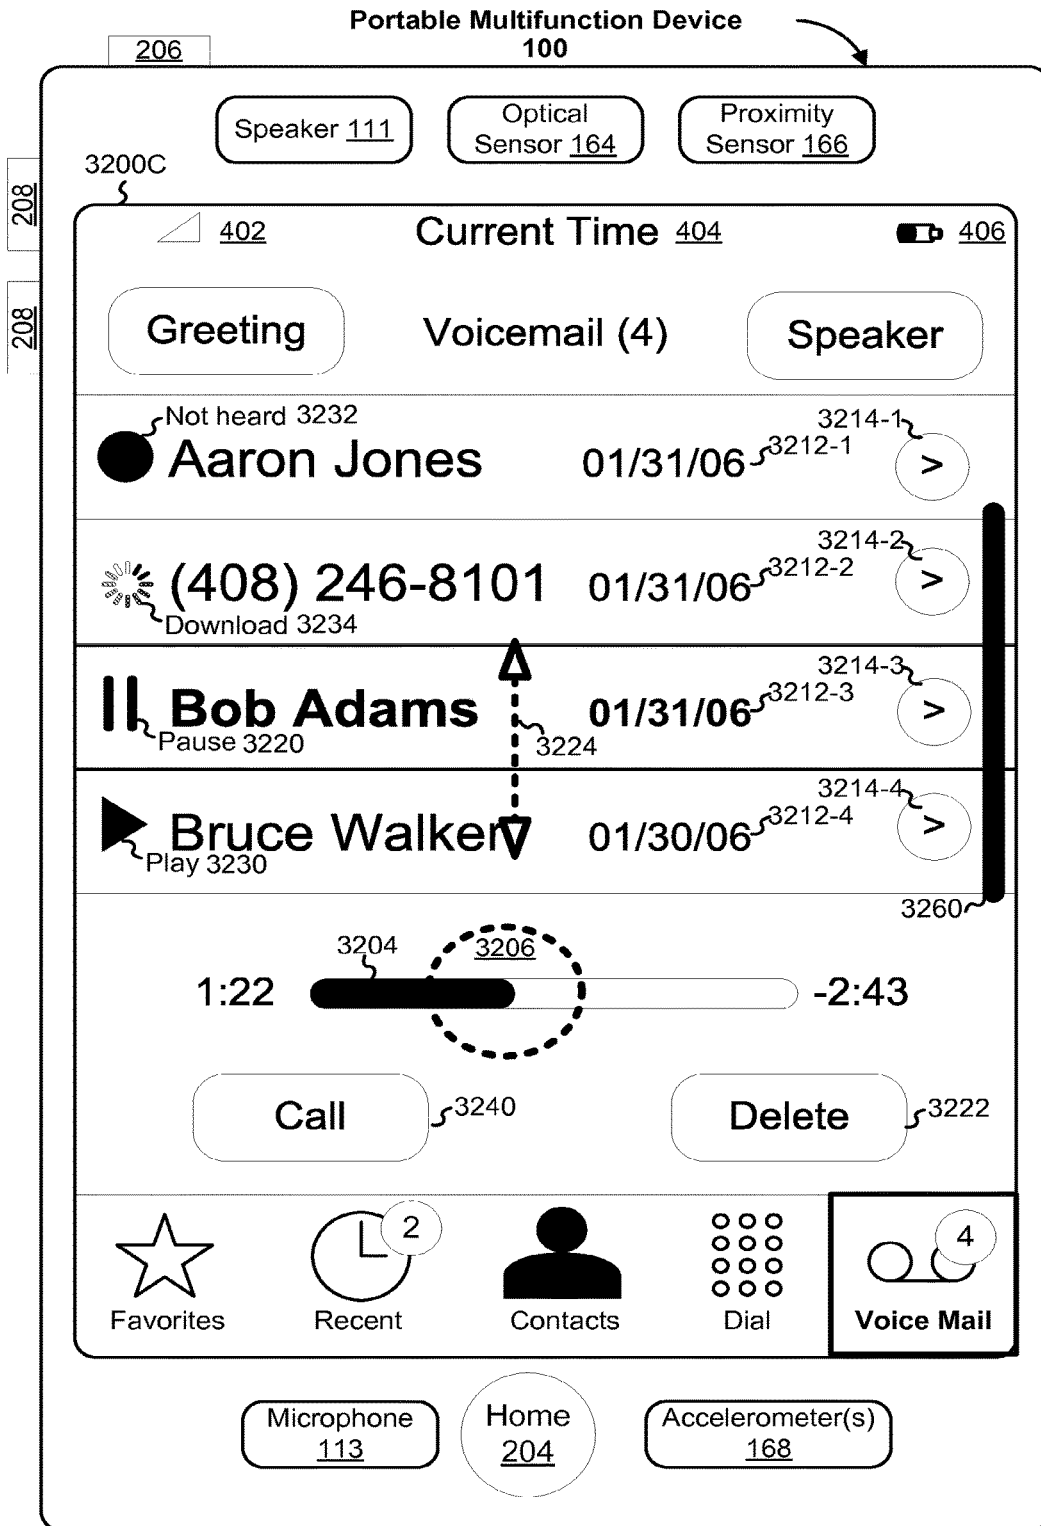 Portable Multifunction Device
100
206
Speaker 111
Optical
Sensor 164
Proximity
Sensor 166
3200C
208
208
402
Current Time 404
406
Greeting
Voicemail (4)
Speaker
Not heard 3232
Aaron Jones
01/31/06
3212-1
3214-1
>
(408) 246-8101
01/31/06
3212-2
3214-2
>
Download 3234
Bob Adams
01/31/06
3212-3
3214-3
>
Pause 3220
3224
Bruce Walker
01/30/06
3212-4
3214-4
>
Play 3230
3260
3204
3206
1:22
-2:43
Call
3240
Delete
3222
2
4
Favorites
Recent
Contacts
Dial
Voice Mail
Microphone
113
Home
204
Accelerometer(s)
168